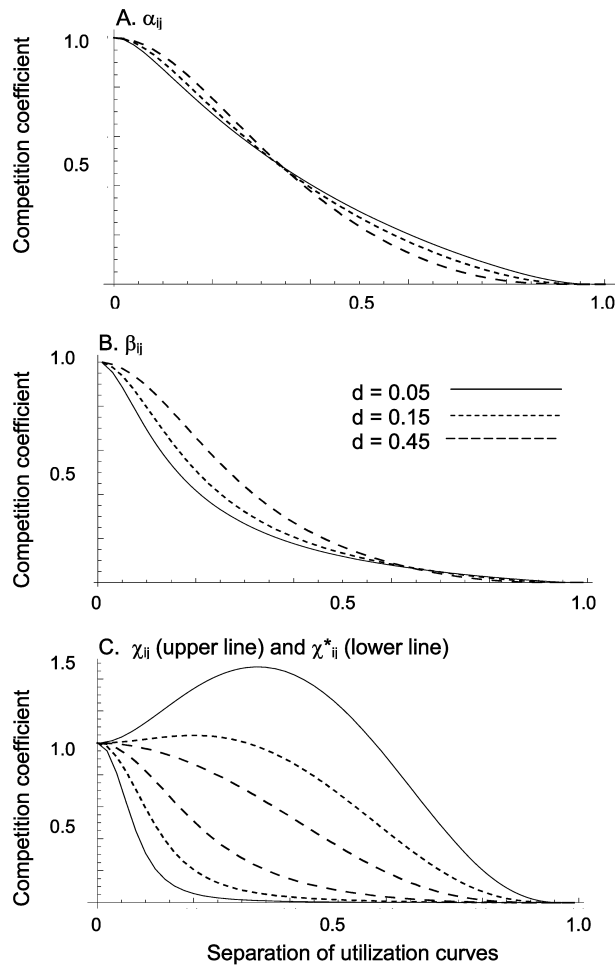 A. αij
Competition coefficient
1.0
0.5
0
0.5
1.0
B. βij
Competition coefficient
1.0
0.5
d = 0.05
d = 0.15
d = 0.45
0
0.5
1.0
C. χij (upper line) and χ*ij (lower line)
Competition coefficient
1.5
1.0
0.5
0
0.5
1.0
Separation of utilization curves